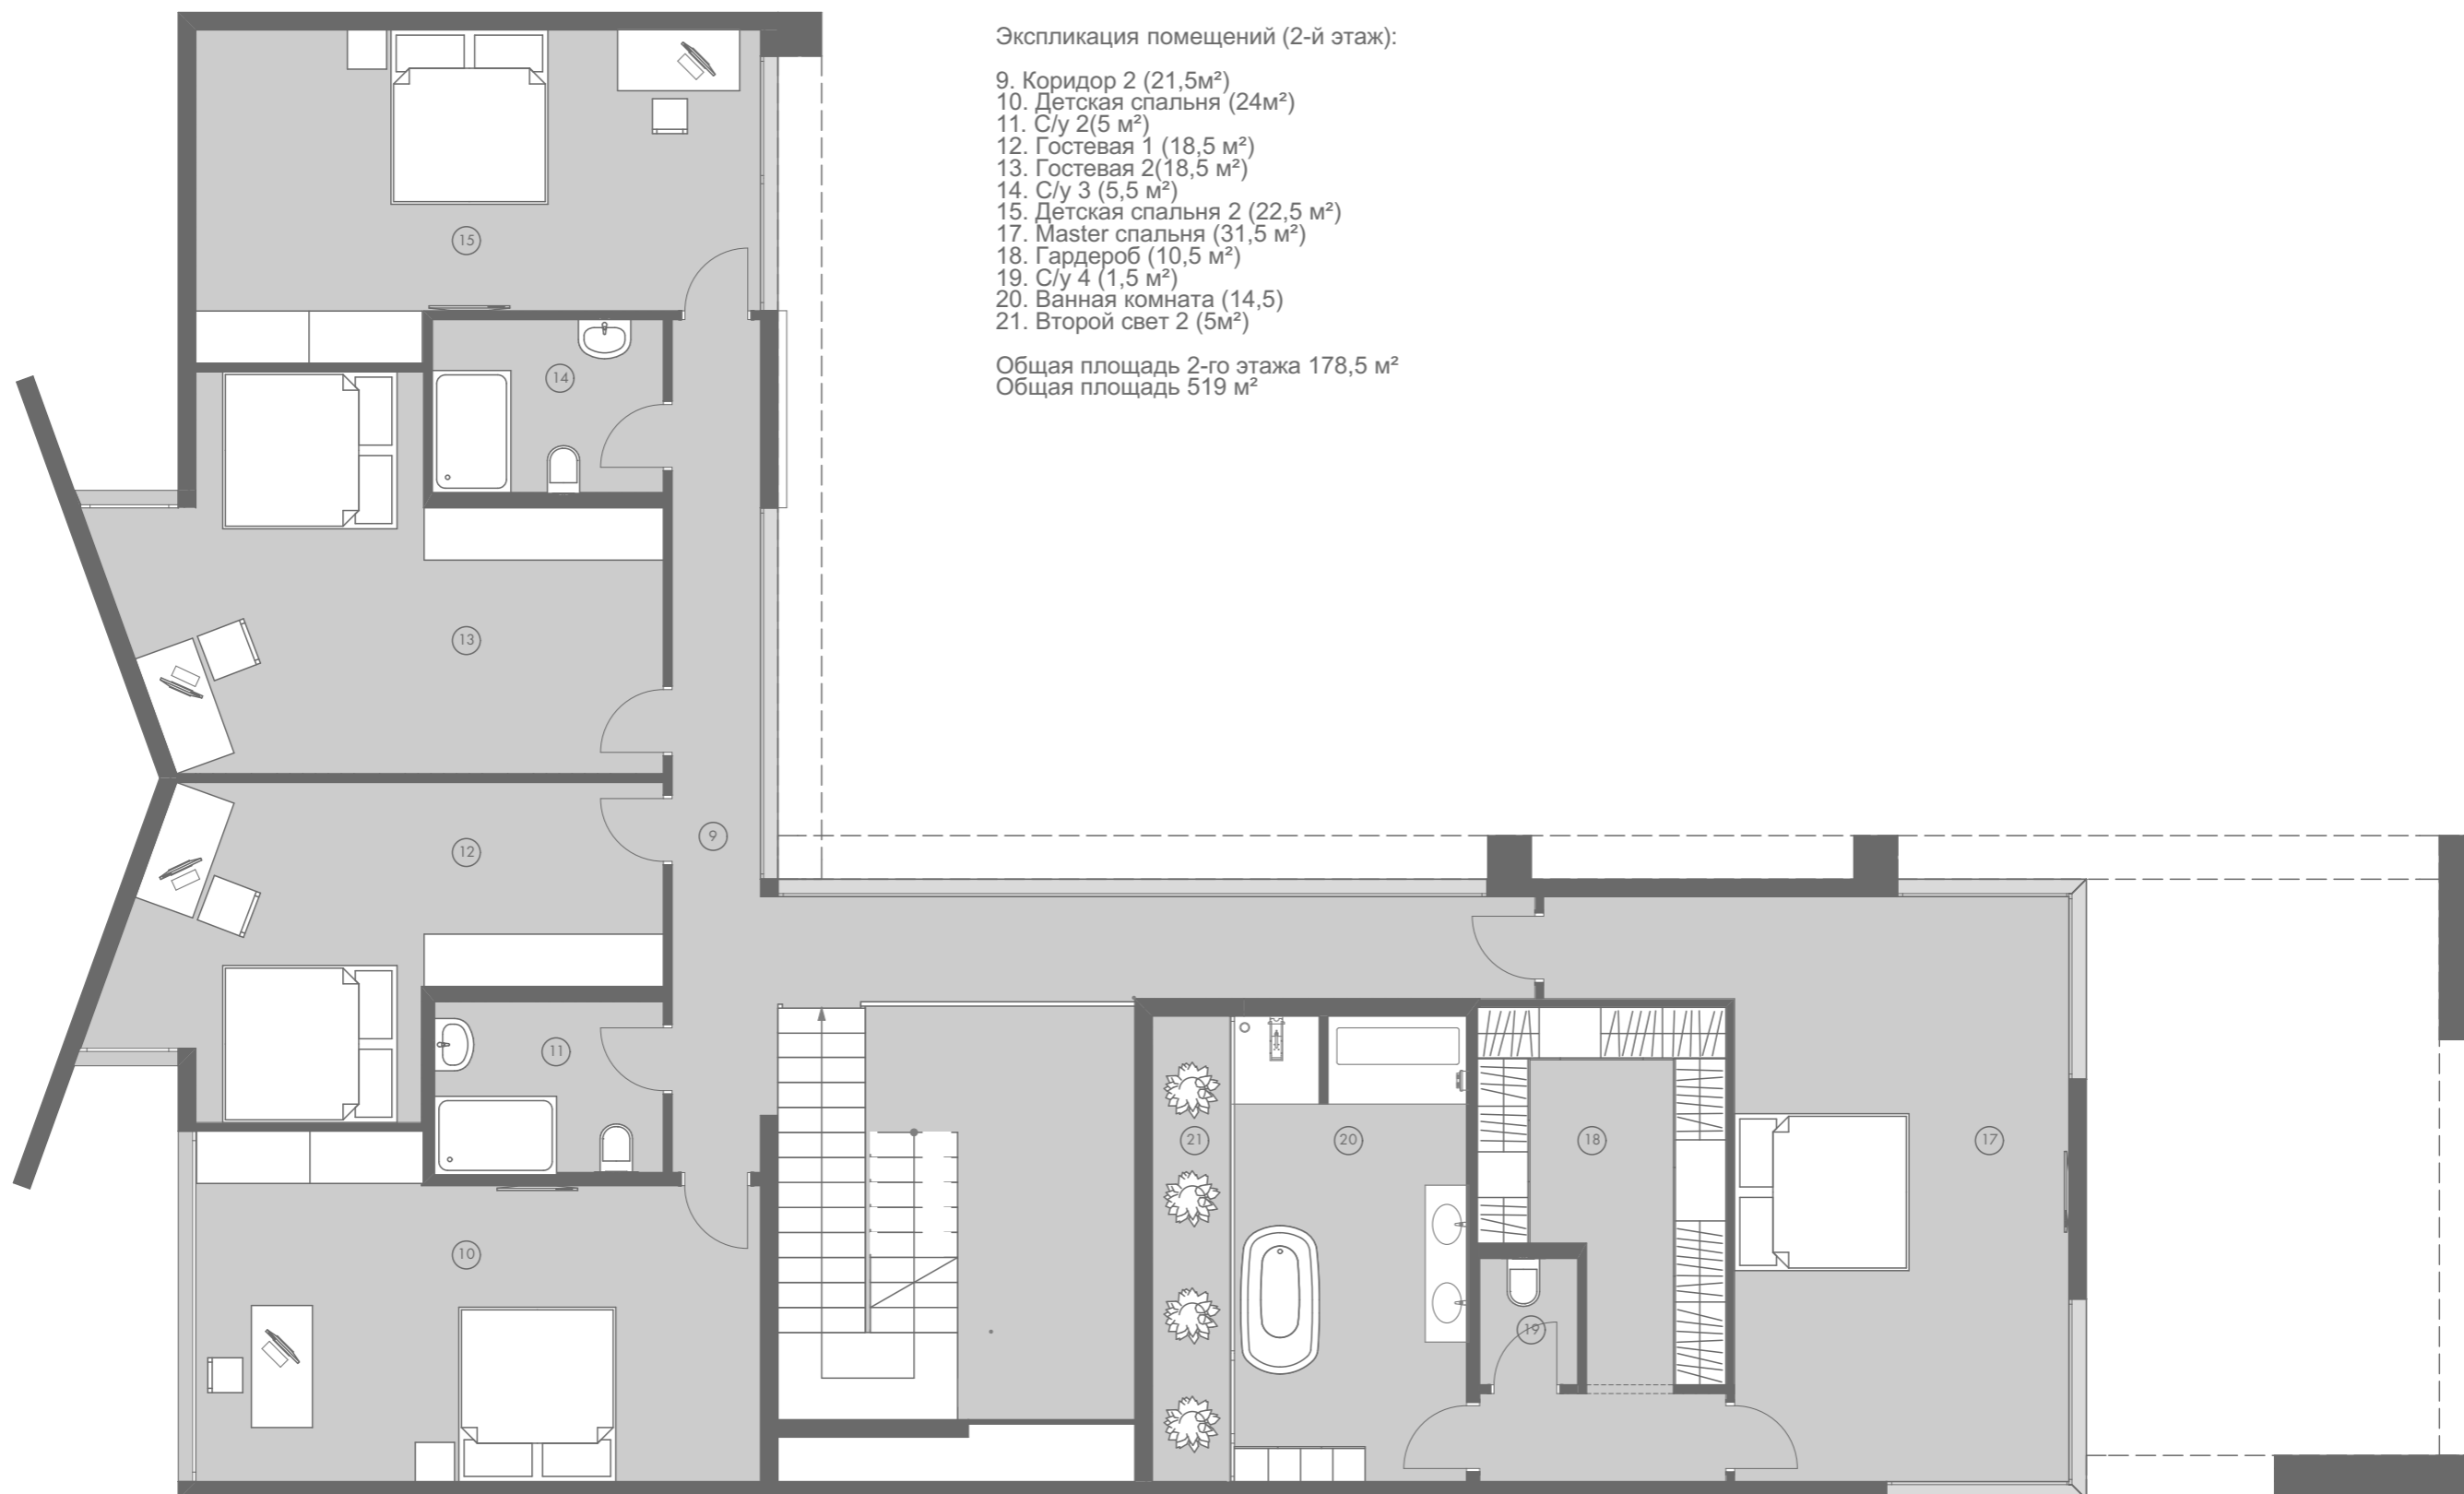 Экспликация помещений (2-й этаж):
9. Коридор 2 (21,5м²)
10. Детская спальня (24м²)
11. С/у 2(5 м²)
12. Гостевая 1 (18,5 м²)
13. Гостевая 2(18,5 м²)
14. С/у 3 (5,5 м²)
15. Детская спальня 2 (22,5 м²)
17. Master спальня (31,5 м²)
18. Гардероб (10,5 м²)
19. С/у 4 (1,5 м²)
20. Ванная комната (14,5)
21. Второй свет 2 (5м²)
Общая площадь 2-го этажа 178,5 м²
Общая площадь 519 м²
15
14
13
12
9
11
21
20
18
17
10
19